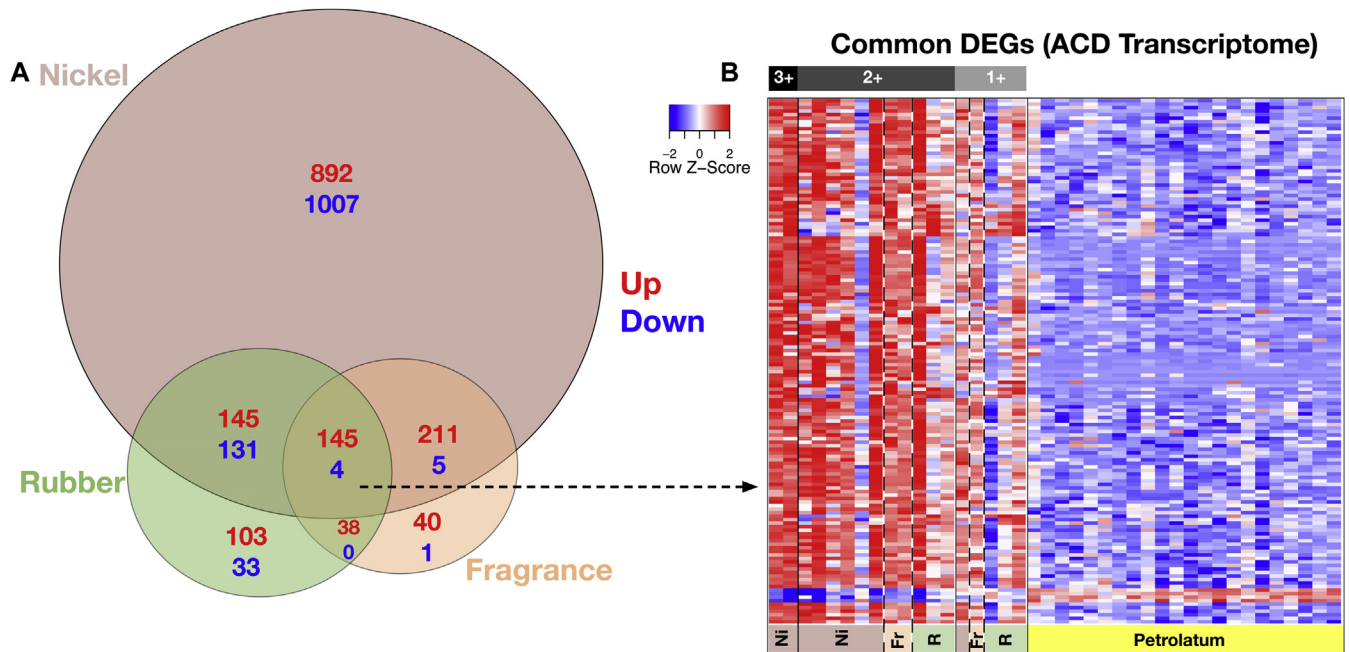 Common DEGs (ACD Transcriptome)
A Nickel
B
3+ 2+ 1+
-2 0 2
Row Z-Score
892
1007
Up
Down
145
131
145
4
211
5
Rubber
103
33
38
0
40
1
Fragrance
Ni Ni Fr R Fr R Petrolatum